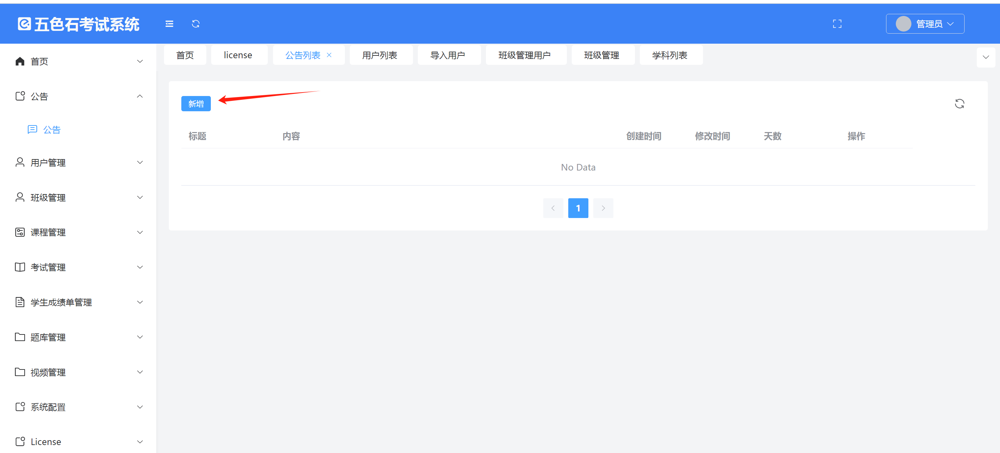 五色石考试系统
管理员
首页 license 公告列表 用户列表 导入用户 班级管理用户 班级管理 学科列表
首页
公告
公告
用户管理
班级管理
课程管理
考试管理
学生成绩单管理
题库管理
视频管理
系统配置
License
新增
标题 内容 创建时间 修改时间 天数 操作
No Data
1